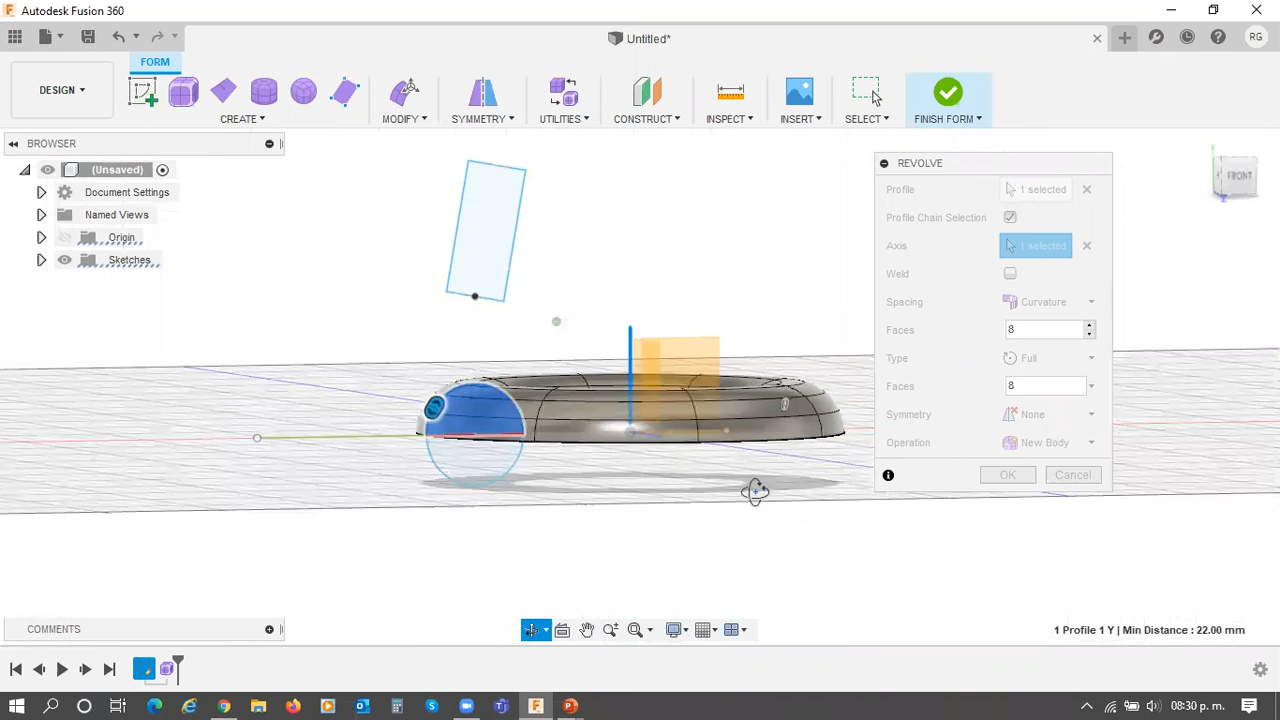 Autodesk Fusion 360
Untitled*
RG
FORM
DESIGN
CREATE
MODIFY
SYMMETRY
UTILITIES
CONSTRUCT
INSPECT
INSERT
SELECT
FINISH FORM
BROWSER
(Unsaved)
Document Settings
Named Views
Origin
Sketches
REVOLVE
Profile 1 selected
Profile Chain Selection
Axis 1 selected
Weld
Spacing Curvature
Faces 8
Type Full
Faces 8
Symmetry None
Operation New Body
OK Cancel
FRONT
Z
COMMENTS
1 Profile 1 Y | Min Distance : 22.00 mm
08:30 p. m.